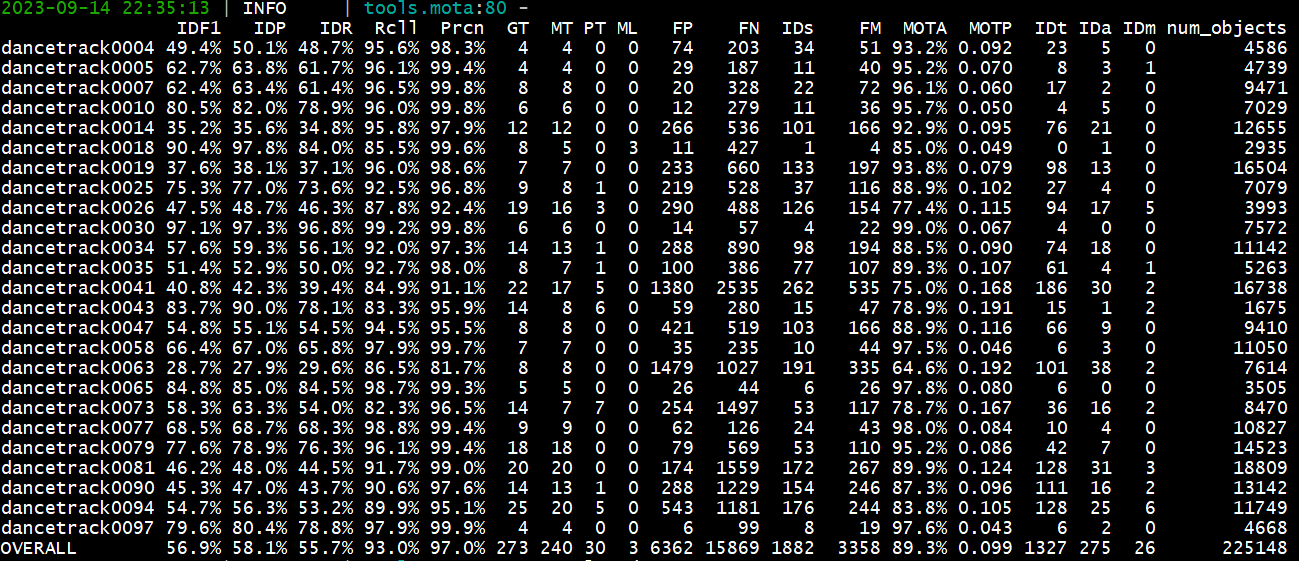 2023-09-14 22:35:13 | INFO | tools.mota:80 -
IDF1 IDP IDR Rcll Prcn GT MT PT ML FP FN IDs FM MOTA MOTP IDt IDa IDm num_objects
dancetrack0004 49.4% 50.1% 48.7% 95.6% 98.3% 4 4 0 0 74 203 34 51 93.2% 0.092 23 5 0 4586
dancetrack0005 62.7% 63.8% 61.7% 96.1% 99.4% 4 4 0 0 29 187 11 40 95.2% 0.070 8 3 1 4739
dancetrack0007 62.4% 63.4% 61.4% 96.5% 99.8% 8 8 0 0 20 328 22 72 96.1% 0.060 17 2 0 9471
dancetrack0010 80.5% 82.0% 78.9% 96.0% 99.8% 6 6 0 0 12 279 11 36 95.7% 0.050 4 5 0 7029
dancetrack0014 35.2% 35.6% 34.8% 95.8% 97.9% 12 12 0 0 266 536 101 166 92.9% 0.095 76 21 0 12655
dancetrack0018 90.4% 97.8% 84.0% 85.5% 99.6% 8 5 0 3 11 427 1 4 85.0% 0.049 0 1 0 2935
dancetrack0019 37.6% 38.1% 37.1% 96.0% 98.6% 7 7 0 0 233 660 133 197 93.8% 0.079 98 13 0 16504
dancetrack0025 75.3% 77.0% 73.6% 92.5% 96.8% 9 8 1 0 219 528 37 116 88.9% 0.102 27 4 0 7079
dancetrack0026 47.5% 48.7% 46.3% 87.8% 92.4% 19 16 3 0 290 488 126 154 77.4% 0.115 94 17 5 3993
dancetrack0030 97.1% 97.3% 96.8% 99.2% 99.8% 6 6 0 0 14 57 4 22 99.0% 0.067 4 0 0 7572
dancetrack0034 57.6% 59.3% 56.1% 92.0% 97.3% 14 13 1 0 288 890 98 194 88.5% 0.090 74 18 0 11142
dancetrack0035 51.4% 52.9% 50.0% 92.7% 98.0% 8 7 1 0 100 386 77 107 89.3% 0.107 61 4 1 5263
dancetrack0041 40.8% 42.3% 39.4% 84.9% 91.1% 22 17 5 0 1380 2535 262 535 75.0% 0.168 186 30 2 16738
dancetrack0043 83.7% 90.0% 78.1% 83.3% 95.9% 14 8 6 0 59 280 15 47 78.9% 0.191 15 1 2 1675
dancetrack0047 54.8% 55.1% 54.5% 94.5% 95.5% 8 8 0 0 421 519 103 166 88.9% 0.116 66 9 0 9410
dancetrack0058 66.4% 67.0% 65.8% 97.9% 99.7% 7 7 0 0 35 235 10 44 97.5% 0.046 6 3 0 11050
dancetrack0063 28.7% 27.9% 29.6% 86.5% 81.7% 8 8 0 0 1479 1027 191 335 64.6% 0.192 101 38 2 7614
dancetrack0065 84.8% 85.0% 84.5% 98.7% 99.3% 5 5 0 0 26 44 6 26 97.8% 0.080 6 0 0 3505
dancetrack0073 58.3% 63.3% 54.0% 82.3% 96.5% 14 7 7 0 254 1497 53 117 78.7% 0.167 36 16 2 8470
dancetrack0077 68.5% 68.7% 68.3% 98.8% 99.4% 9 9 0 0 62 126 24 43 98.0% 0.084 10 4 0 10827
dancetrack0079 77.6% 78.9% 76.3% 96.1% 99.4% 18 18 0 0 79 569 53 110 95.2% 0.086 42 7 0 14523
dancetrack0081 46.2% 48.0% 44.5% 91.7% 99.0% 20 20 0 0 174 1559 172 267 89.9% 0.124 128 31 3 18809
dancetrack0090 45.3% 47.0% 43.7% 90.6% 97.6% 14 13 1 0 288 1229 154 246 87.3% 0.096 111 16 2 13142
dancetrack0094 54.7% 56.3% 53.2% 89.9% 95.1% 25 20 5 0 543 1181 176 244 83.8% 0.105 128 25 6 11749
dancetrack0097 79.6% 80.4% 78.8% 97.9% 99.9% 4 4 0 0 6 99 8 19 97.6% 0.043 6 2 0 4668
OVERALL 56.9% 58.1% 55.7% 93.0% 97.0% 273 240 30 3 6362 15869 1882 3358 89.3% 0.099 1327 275 26 225148